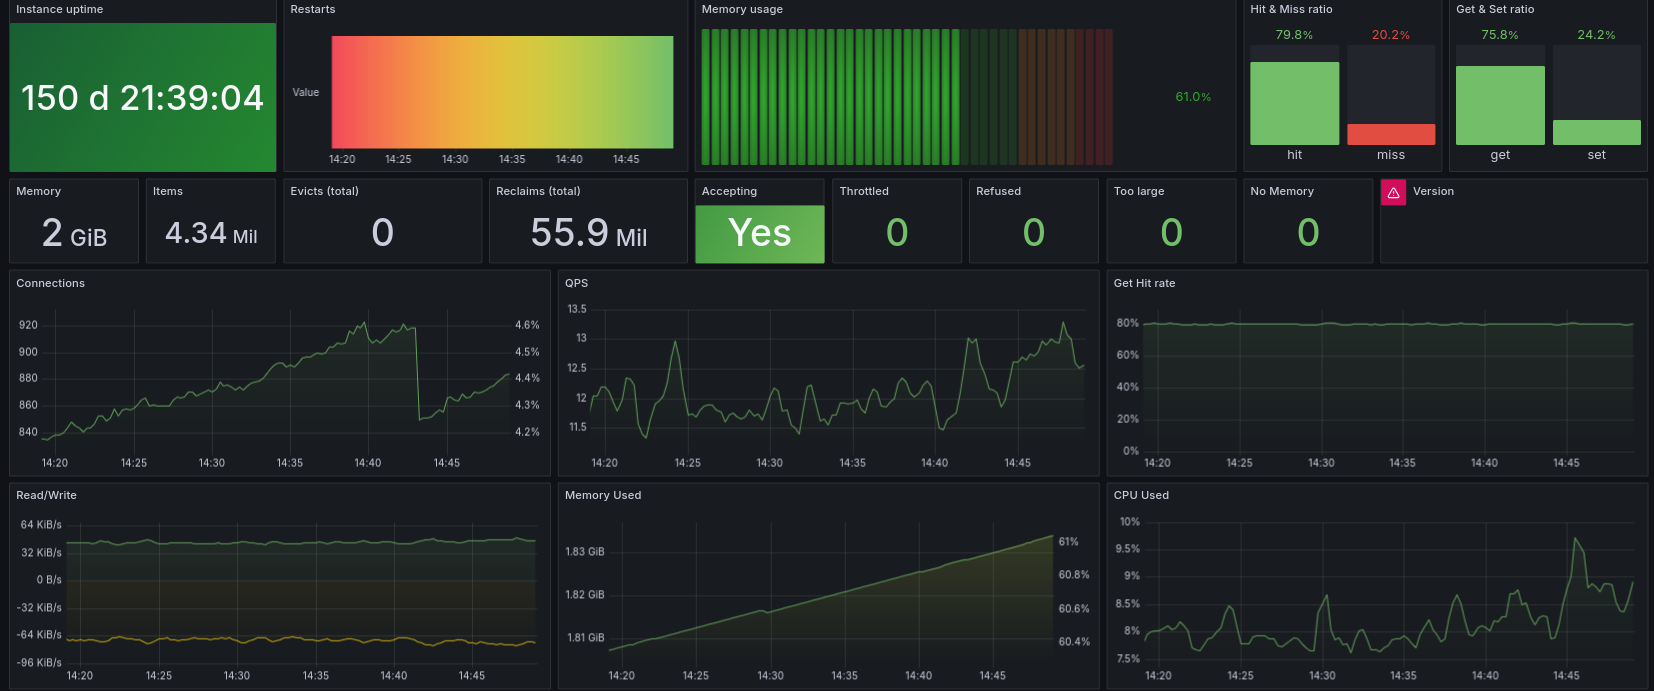 Instance uptime
150 d 21:39:04
Restarts
Value
14:20 14:25 14:30 14:35 14:40 14:45
Memory usage
61.0%
Hit & Miss ratio
79.8% 20.2%
hit miss
Get & Set ratio
75.8% 24.2%
get set
Memory
2 GiB
Items
4.34 Mil
Evicts (total)
0
Reclaims (total)
55.9 Mil
Accepting
Yes
Throttled
0
Refused
0
Too large
0
No Memory
0
Version
Connections
920 4.6%
900 4.5%
880 4.4%
860 4.3%
840 4.2%
14:20 14:25 14:30 14:35 14:40 14:45
QPS
13.5
13
12.5
12
11.5
14:20 14:25 14:30 14:35 14:40 14:45
Get Hit rate
80%
60%
40%
20%
0%
14:20 14:25 14:30 14:35 14:40 14:45
Read/Write
64 KiB/s
32 KiB/s
0 B/s
-32 KiB/s
-64 KiB/s
-96 KiB/s
14:20 14:25 14:30 14:35 14:40 14:45
Memory Used
61%
1.83 GiB
60.8%
1.82 GiB
60.6%
1.81 GiB
60.4%
14:20 14:25 14:30 14:35 14:40 14:45
CPU Used
10%
9.5%
9%
8.5%
8%
7.5%
14:20 14:25 14:30 14:35 14:40 14:45